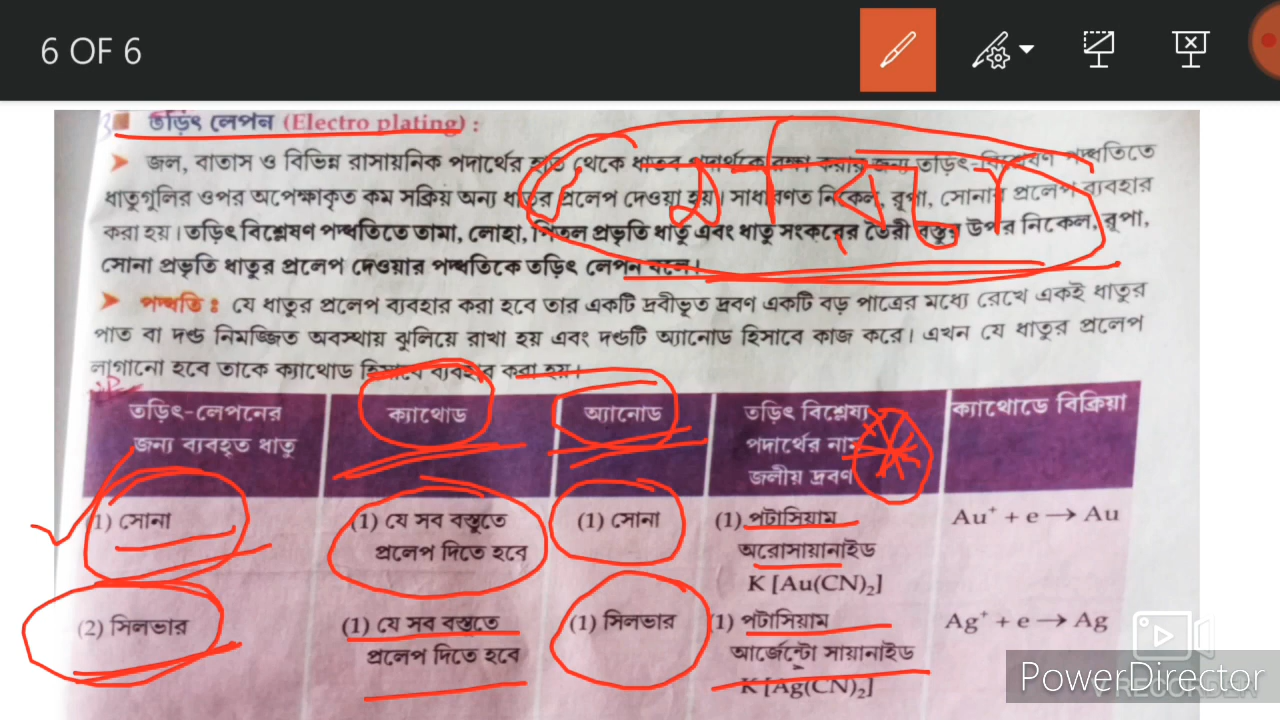 6 OF 6
তড়িৎ লেপন (Electro plating) :
➤ জল, বাতাস ও বিভিন্ন রাসায়নিক পদার্থের হাত থেকে ধাতব পদার্থকে রক্ষা করার জন্য তড়িৎ-বিশ্লেষণ পদ্ধতিতে
ধাতুগুলির ওপর অপেক্ষাকৃত কম সক্রিয় অন্য ধাতুর প্রলেপ দেওয়া হয়। সাধারণত নিকেল, রুপা, সোনার প্রলেপ ব্যবহার
করা হয়। তড়িৎ বিশ্লেষণ পদ্ধতিতে তামা, লোহা, পিতল প্রভৃতি ধাতু এবং ধাতু সংকরের তৈরী বস্তুর উপর নিকেল, রুপা,
সোনা প্রভৃতি ধাতুর প্রলেপ দেওয়ার পদ্ধতিকে তড়িৎ লেপন বলে।
➤ পদ্ধতি : যে ধাতুর প্রলেপ ব্যবহার করা হবে তার একটি দ্রবীভূত দ্রবণ একটি বড় পাত্রের মধ্যে রেখে একই ধাতুর
পাত বা দণ্ড নিমজ্জিত অবস্থায় ঝুলিয়ে রাখা হয় এবং দণ্ডটি অ্যানোড হিসাবে কাজ করে। এখন যে ধাতুর প্রলেপ
লাগানো হবে তাকে ক্যাথোড হিসাবে ব্যবহার করা হয়।
তড়িৎ-লেপনের
জন্য ব্যবহৃত ধাতু
ক্যাথোড
অ্যানোড
তড়িৎ বিশ্লেষ্য
পদার্থের নাম
জলীয় দ্রবণ
ক্যাথোডে বিক্রিয়া
(1) সোনা
(1) যে সব বস্তুতে
প্রলেপ দিতে হবে
(1) সোনা
(1) পটাসিয়াম
অরোসায়ানাইড
K [Au(CN)₂]
Au⁺ + e → Au
(2) সিলভার
(1) যে সব বস্তুতে
প্রলেপ দিতে হবে
(1) সিলভার
(1) পটাসিয়াম
আর্জেন্টো সায়ানাইড
K [Ag(CN)₂]
Ag⁺ + e → Ag
PowerDirector